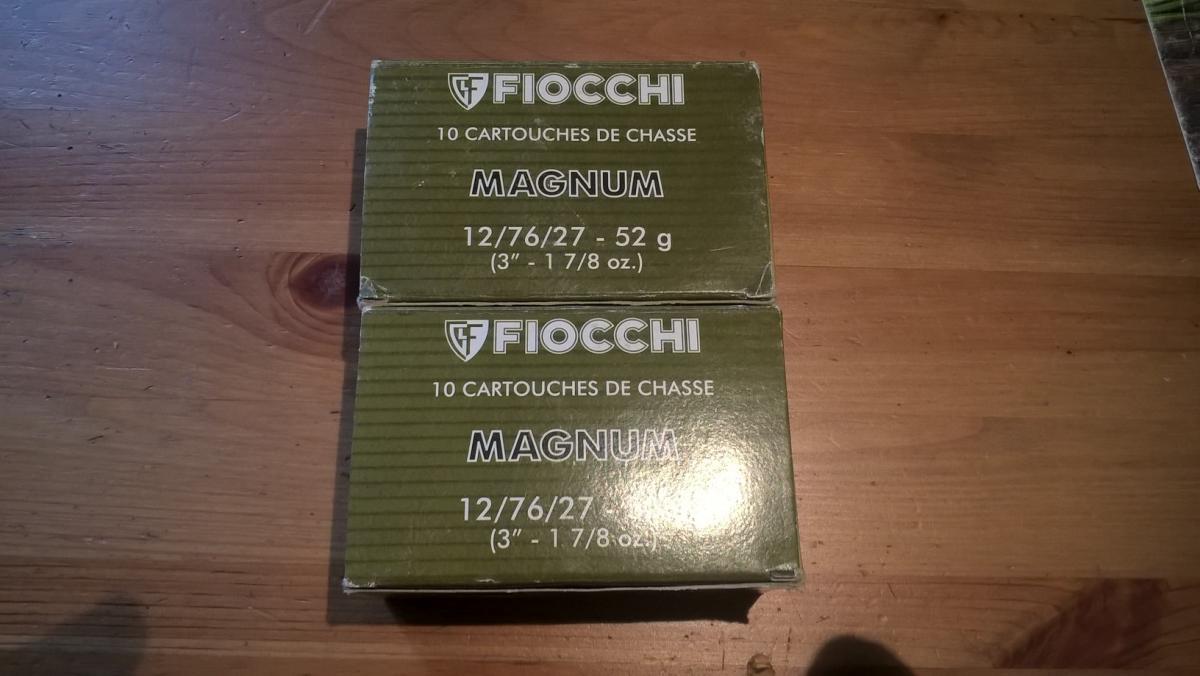 FIOCCHI
10 CARTOUCHES DE CHASSE
MAGNUM
12/76/27 - 52 g
(3" - 1 7/8 oz.)
FIOCCHI
10 CARTOUCHES DE CHASSE
MAGNUM
12/76/27 -
(3" - 1 7/8 oz.)